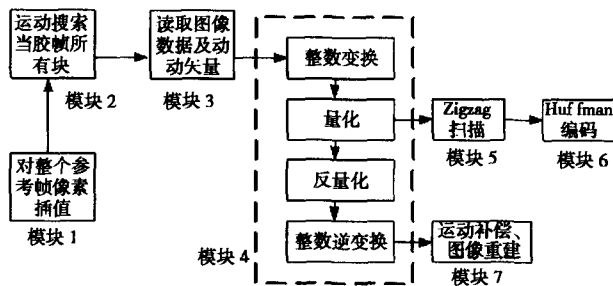 运动搜索
当胶帧所
有块
模块 2
读取图像
数据及动
动矢量
模块 3
对整个参
考帧像素
插值
模块 1
整数变换
量化
反量化
整数逆变换
模块 4
Zigzag
扫描
模块 5
Huf fman
编码
模块 6
运动补偿、
图像重建
模块 7